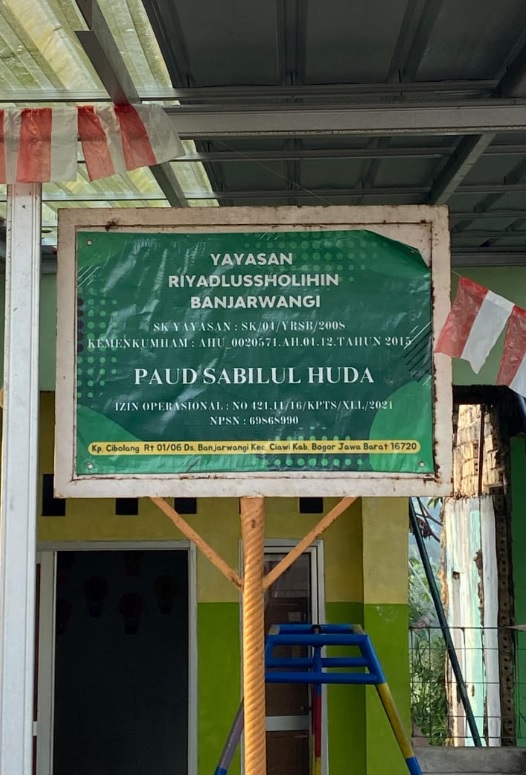 YAYASAN
RIYADLUSSHOLIHIN
BANJARWANGI
SK YAYASAN : SK/04/YRSB/2008
KEMENKUMHAM : AHU_0020571.AH.01.12.TAHUN 2015
PAUD SABILUL HUDA
IZIN OPERASIONAL : NO 421.11/16/KPTS/XII/2021
NPSN : 69868990
Kp. Cibolang Rt 01/06 Ds. Banjarwangi Kec. Ciawi Kab. Bogor Jawa Barat 16720